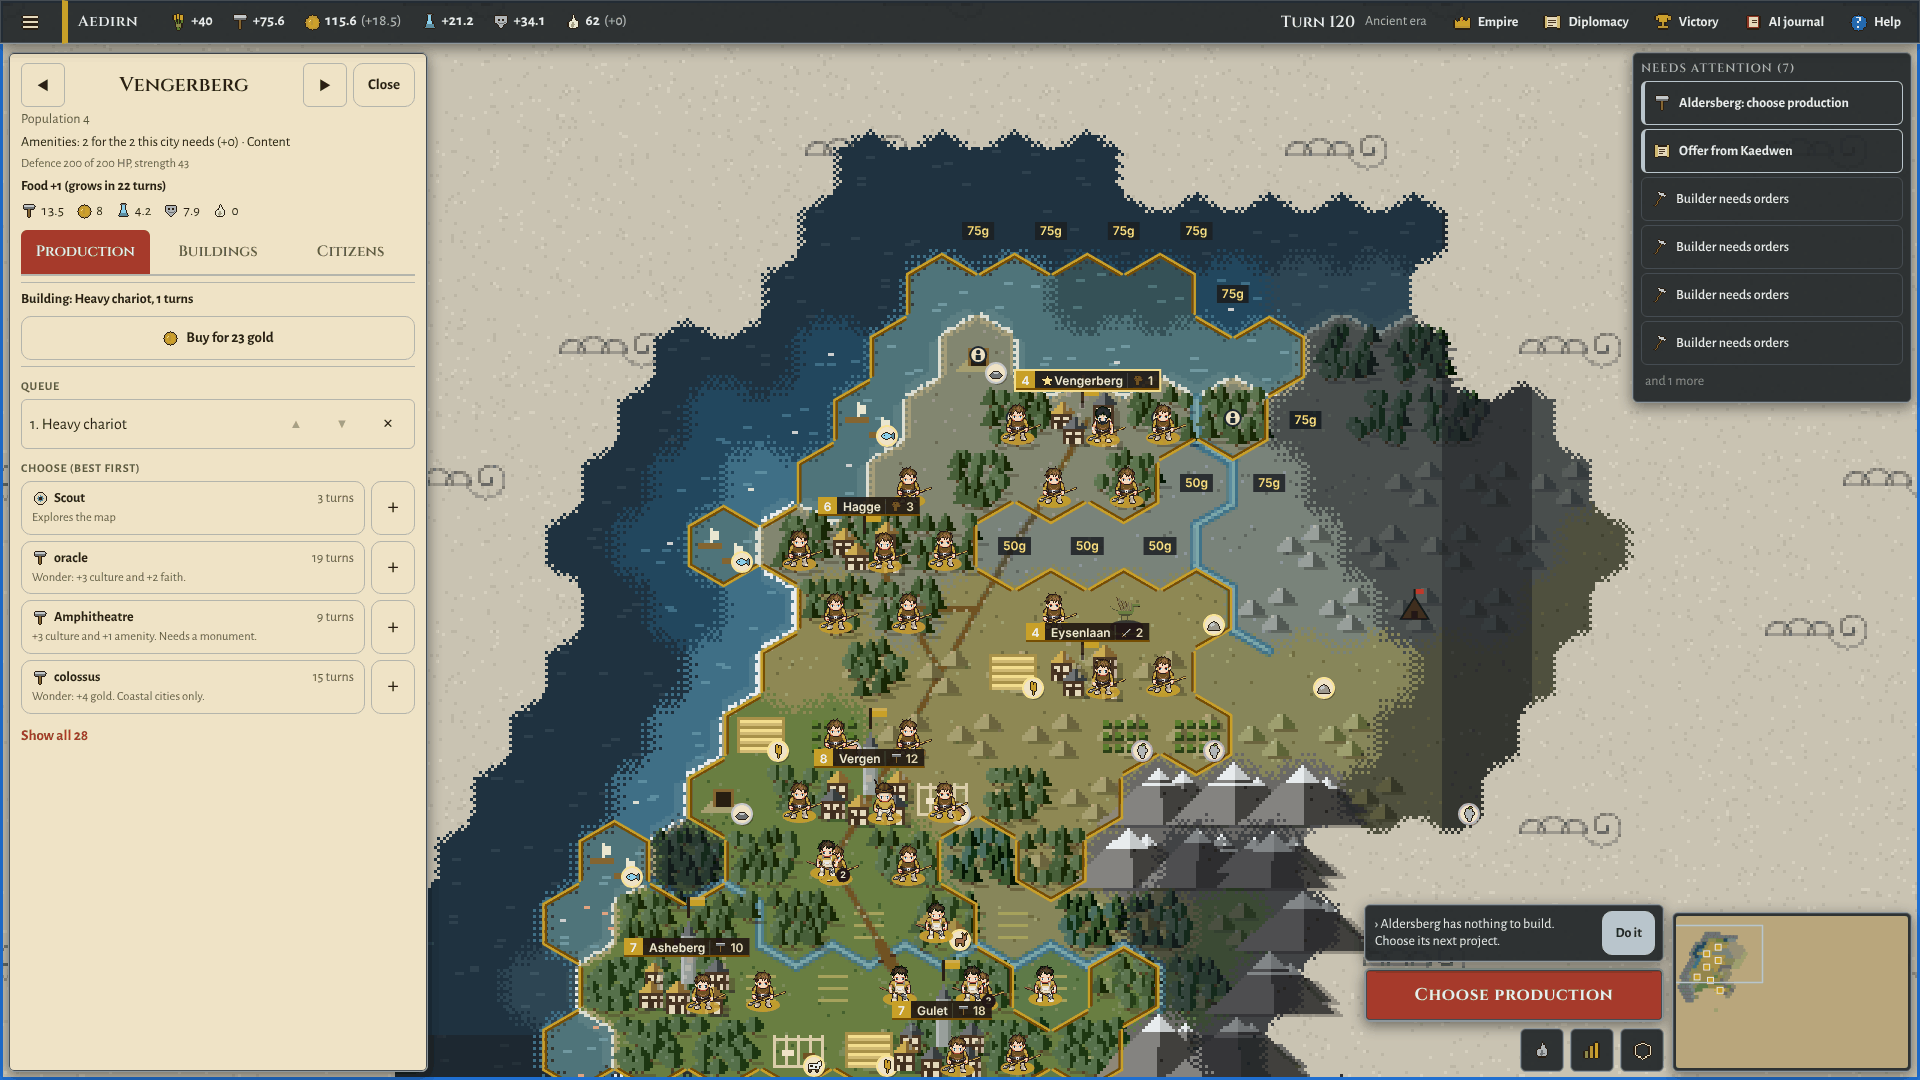 AEDIRN
+40
+75.6
115.6 (+18.5)
+21.2
+34.1
62 (+0)
TURN 120 Ancient era
Empire
Diplomacy
Victory
AI journal
Help
◀ VENGERBERG ▶ Close
Population 4
Amenities: 2 for the 2 this city needs (+0) · Content
Defence 200 of 200 HP, strength 43
Food +1 (grows in 22 turns)
13.5 8 4.2 7.9 0
PRODUCTION BUILDINGS CITIZENS
Building: Heavy chariot, 1 turns
Buy for 23 gold
QUEUE
1. Heavy chariot ▲ ▼ ×
CHOOSE (BEST FIRST)
Scout 3 turns +
Explores the map
oracle 19 turns +
Wonder: +3 culture and +2 faith.
Amphitheatre 9 turns +
+3 culture and +1 amenity. Needs a monument.
colossus 15 turns +
Wonder: +4 gold. Coastal cities only.
Show all 28
75g 75g 75g 75g
75g
4 ★Vengerberg 1
75g
50g 75g
6 Hagge 3
50g 50g 50g
4 Eysenlaan 2
8 Vergen 12
2
7 Asheberg 10
7 Gulet 18
NEEDS ATTENTION (7)
Aldersberg: choose production
Offer from Kaedwen
Builder needs orders
Builder needs orders
Builder needs orders
Builder needs orders
and 1 more
› Aldersberg has nothing to build.
Choose its next project.
Do it
CHOOSE PRODUCTION